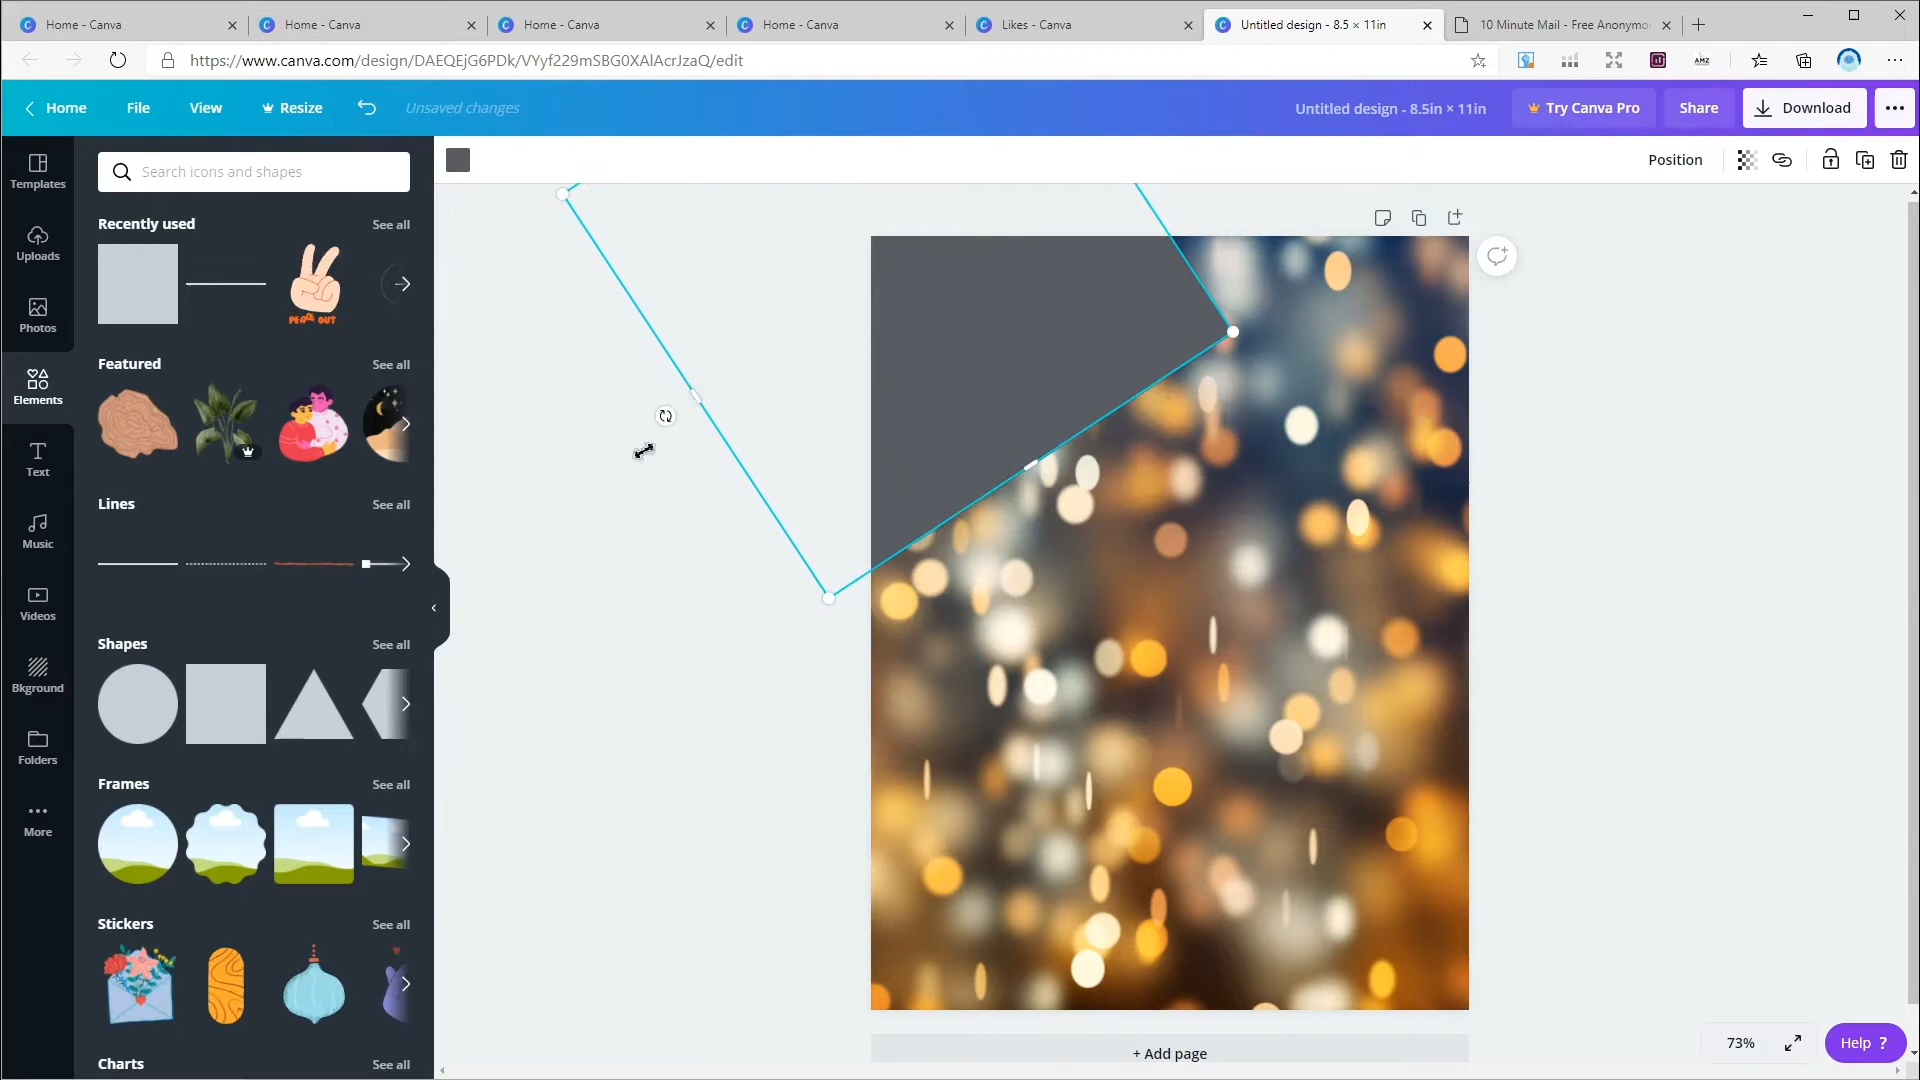 Home - Canva
Home - Canva
Home - Canva
Home - Canva
Likes - Canva
Untitled design - 8.5 × 11in
10 Minute Mail - Free Anonymo
https://www.canva.com/design/DAEQEjG6PDk/VYyf229mSBG0XAlAcrJzaQ/edit
AMZ
Home
File
View
Resize
Unsaved changes
Untitled design - 8.5in × 11in
Try Canva Pro
Share
Download
Templates
Uploads
Photos
Elements
Text
Music
Videos
Bkground
Folders
More
Search icons and shapes
Recently used
See all
PEACE OUT
Featured
See all
Lines
See all
Shapes
See all
Frames
See all
Stickers
See all
Charts
See all
Position
+ Add page
73%
Help ?